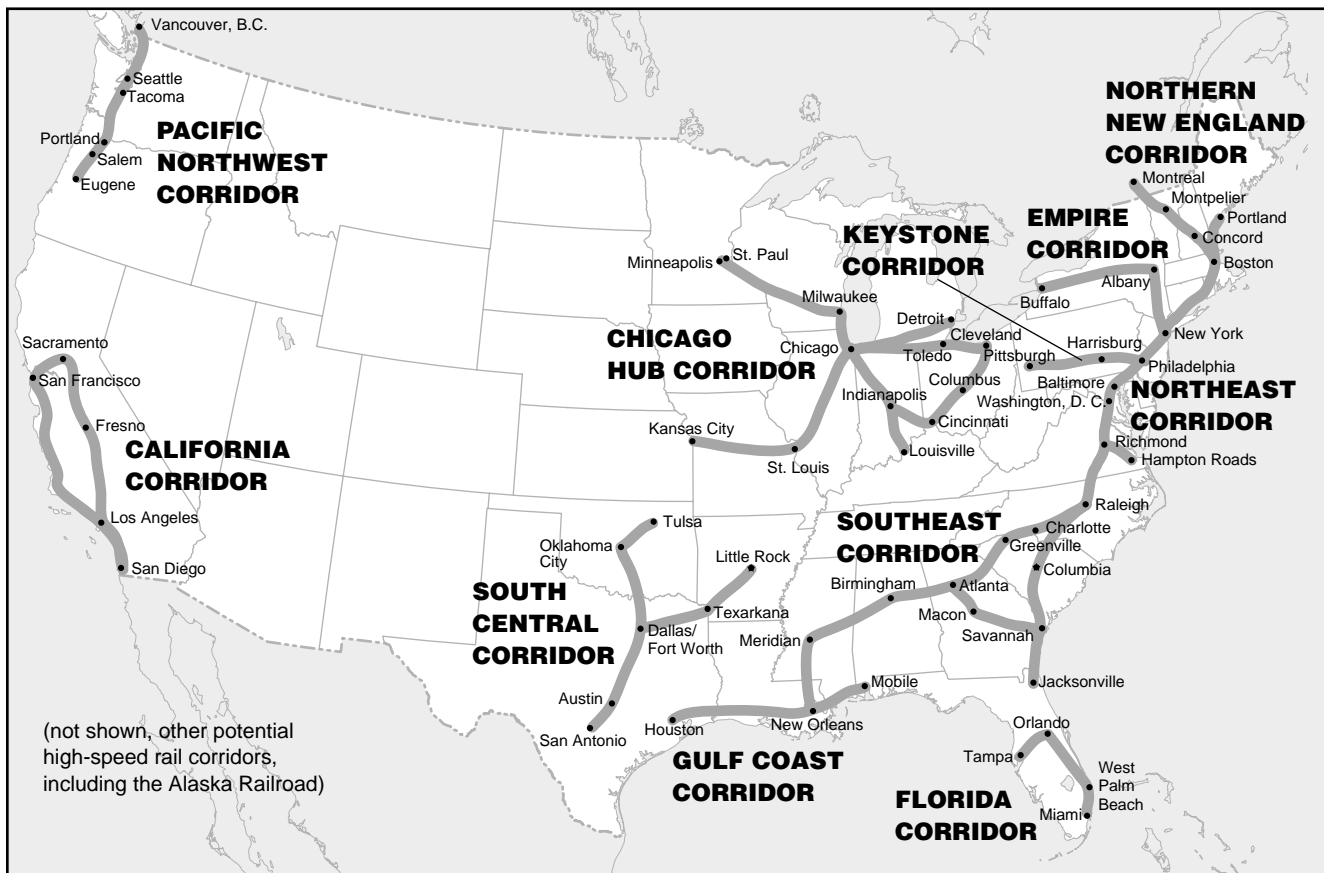 Vancouver, B.C.
Seattle
Tacoma
Portland
Salem
Eugene
PACIFIC
NORTHWEST
CORRIDOR
NORTHERN
NEW ENGLAND
CORRIDOR
Montreal
Montpelier
Portland
Concord
Boston
EMPIRE
CORRIDOR
Albany
Buffalo
New York
KEYSTONE
CORRIDOR
Harrisburg
Pittsburgh
Philadelphia
Baltimore
Washington, D. C.
NORTHEAST
CORRIDOR
Richmond
Hampton Roads
Minneapolis
St. Paul
Milwaukee
Detroit
Cleveland
Chicago
Toledo
CHICAGO
HUB CORRIDOR
Columbus
Indianapolis
Cincinnati
Kansas City
St. Louis
Louisville
Sacramento
San Francisco
Fresno
CALIFORNIA
CORRIDOR
Los Angeles
San Diego
Raleigh
SOUTHEAST
CORRIDOR
Charlotte
Greenville
Columbia
Birmingham
Atlanta
Macon
Savannah
Meridian
Jacksonville
Tulsa
Oklahoma
City
Little Rock
SOUTH
CENTRAL
CORRIDOR
Texarkana
Dallas/
Fort Worth
Austin
San Antonio
Houston
New Orleans
Mobile
GULF COAST
CORRIDOR
Orlando
Tampa
West
Palm
Beach
Miami
FLORIDA
CORRIDOR
(not shown, other potential
high-speed rail corridors,
including the Alaska Railroad)